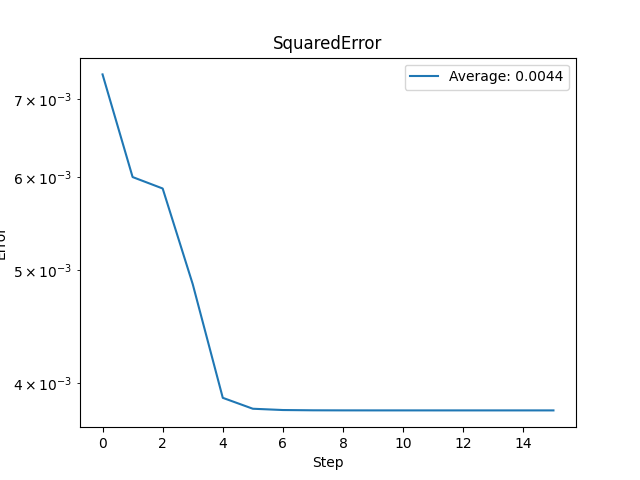 SquaredError
Average: 0.0044
7 × 10⁻³
6 × 10⁻³
5 × 10⁻³
4 × 10⁻³
Error
0 2 4 6 8 10 12 14
Step